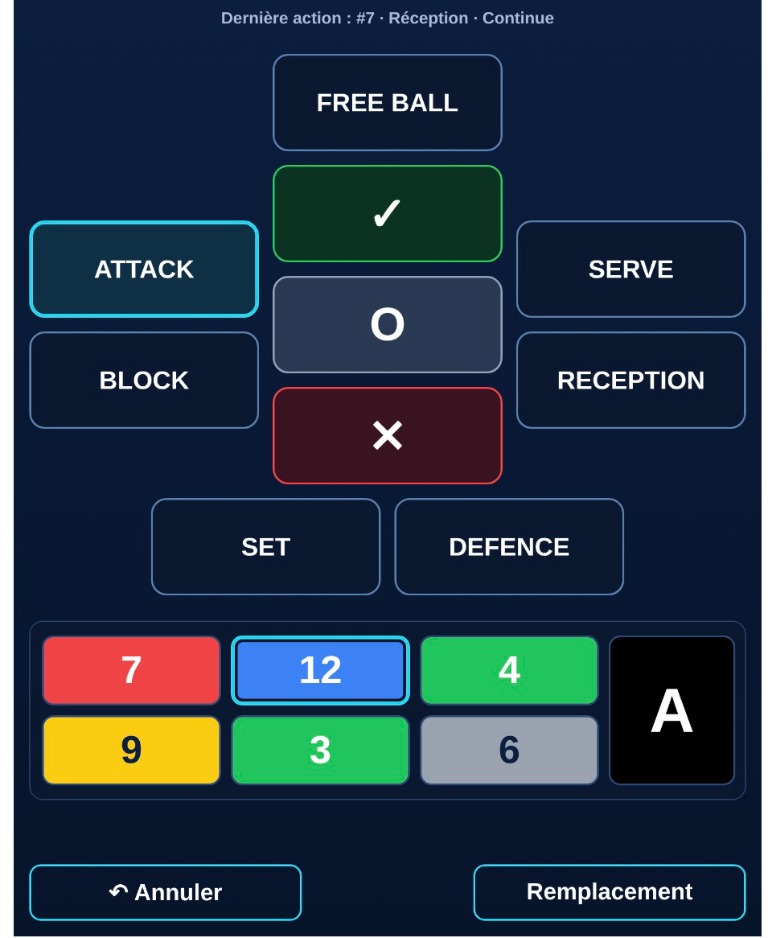 Dernière action : #7 · Réception · Continue
FREE BALL
✓
ATTACK
SERVE
O
BLOCK
RECEPTION
✕
SET
DEFENCE
7
12
4
A
9
3
6
↶ Annuler
Remplacement